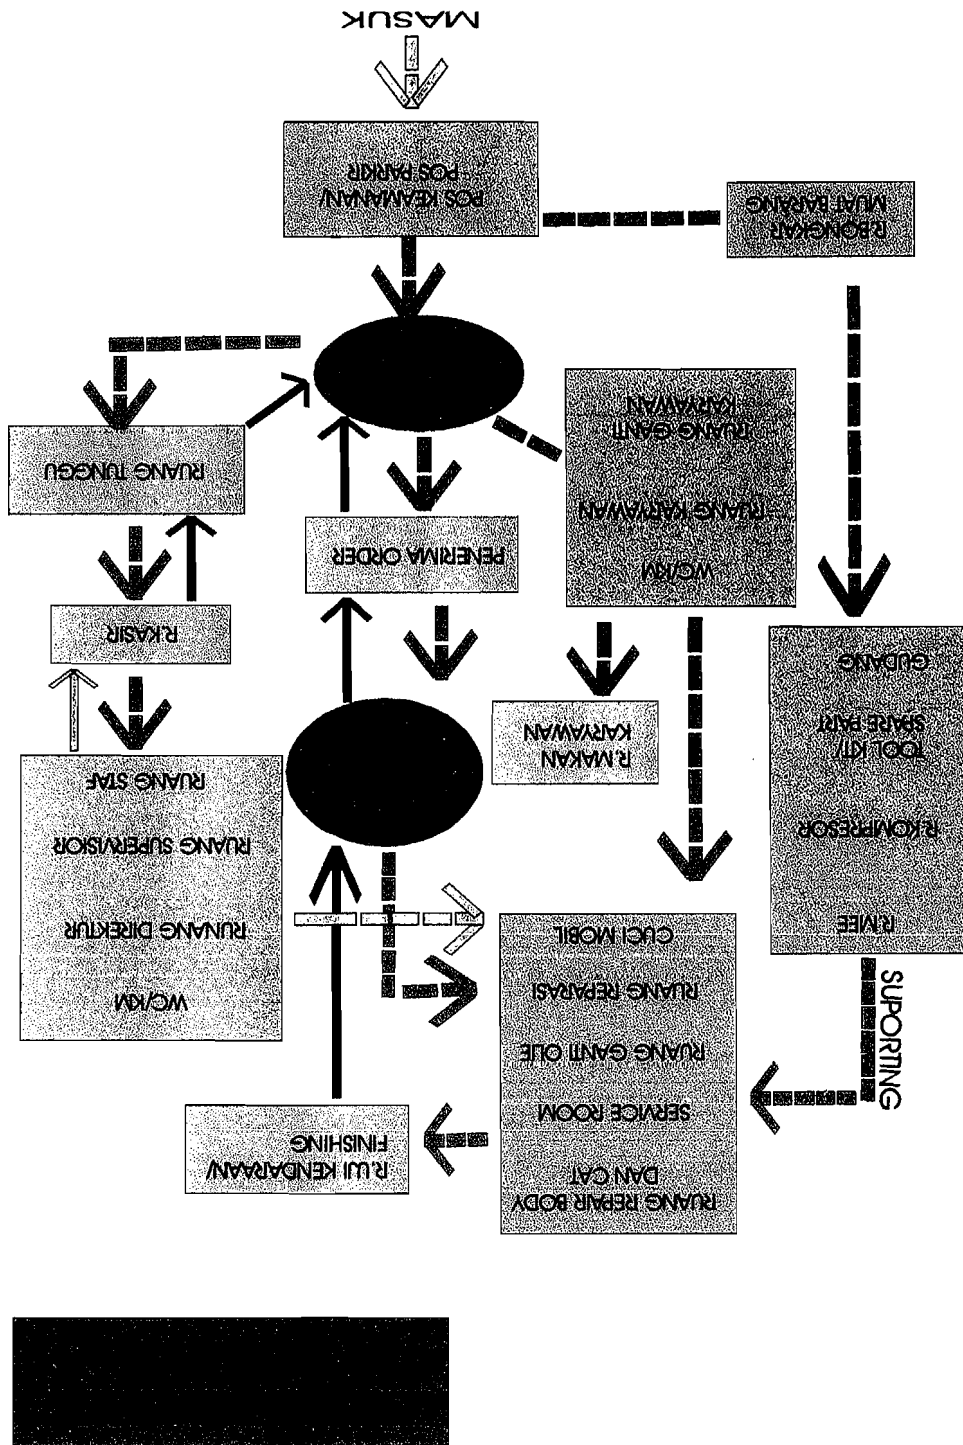 RUANG REPAIR BODY
DAN CAT
SERVICE ROOM
RUANG GANTI OLIE
RUANG REPARASI
CUCI MOBIL
R.UJI KENDARAAN/
FINISHING
SUPORTING
R.MEE
R.KOMPRESOR
TOOL KIT/
SPARE PART
GUDANG
WC/KM
RUNANG DIREKTUR
RUANG SUPERVISIOR
RUANG STAF
R.MAKAN
KARYAWAN
R.KASIR
WC/KM
RUANG KARYAWAN
RUANG GANTI
KARYAWAN
PENERIMA ORDER
RUANG TUNGGU
R.BONGKAR
MUAT BARANG
POS KEAMANAN/
POS PARKIR
MASUK